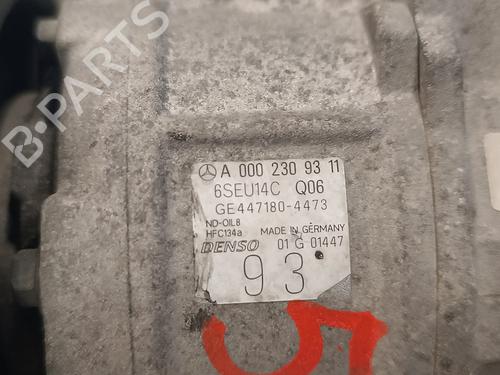 B-PARTS
A 000 230 93 11
6SEU14C Q06
GE447180-4473
ND-OIL8
HFC134a MADE IN GERMANY
DENSO 01 G 01447
93
5